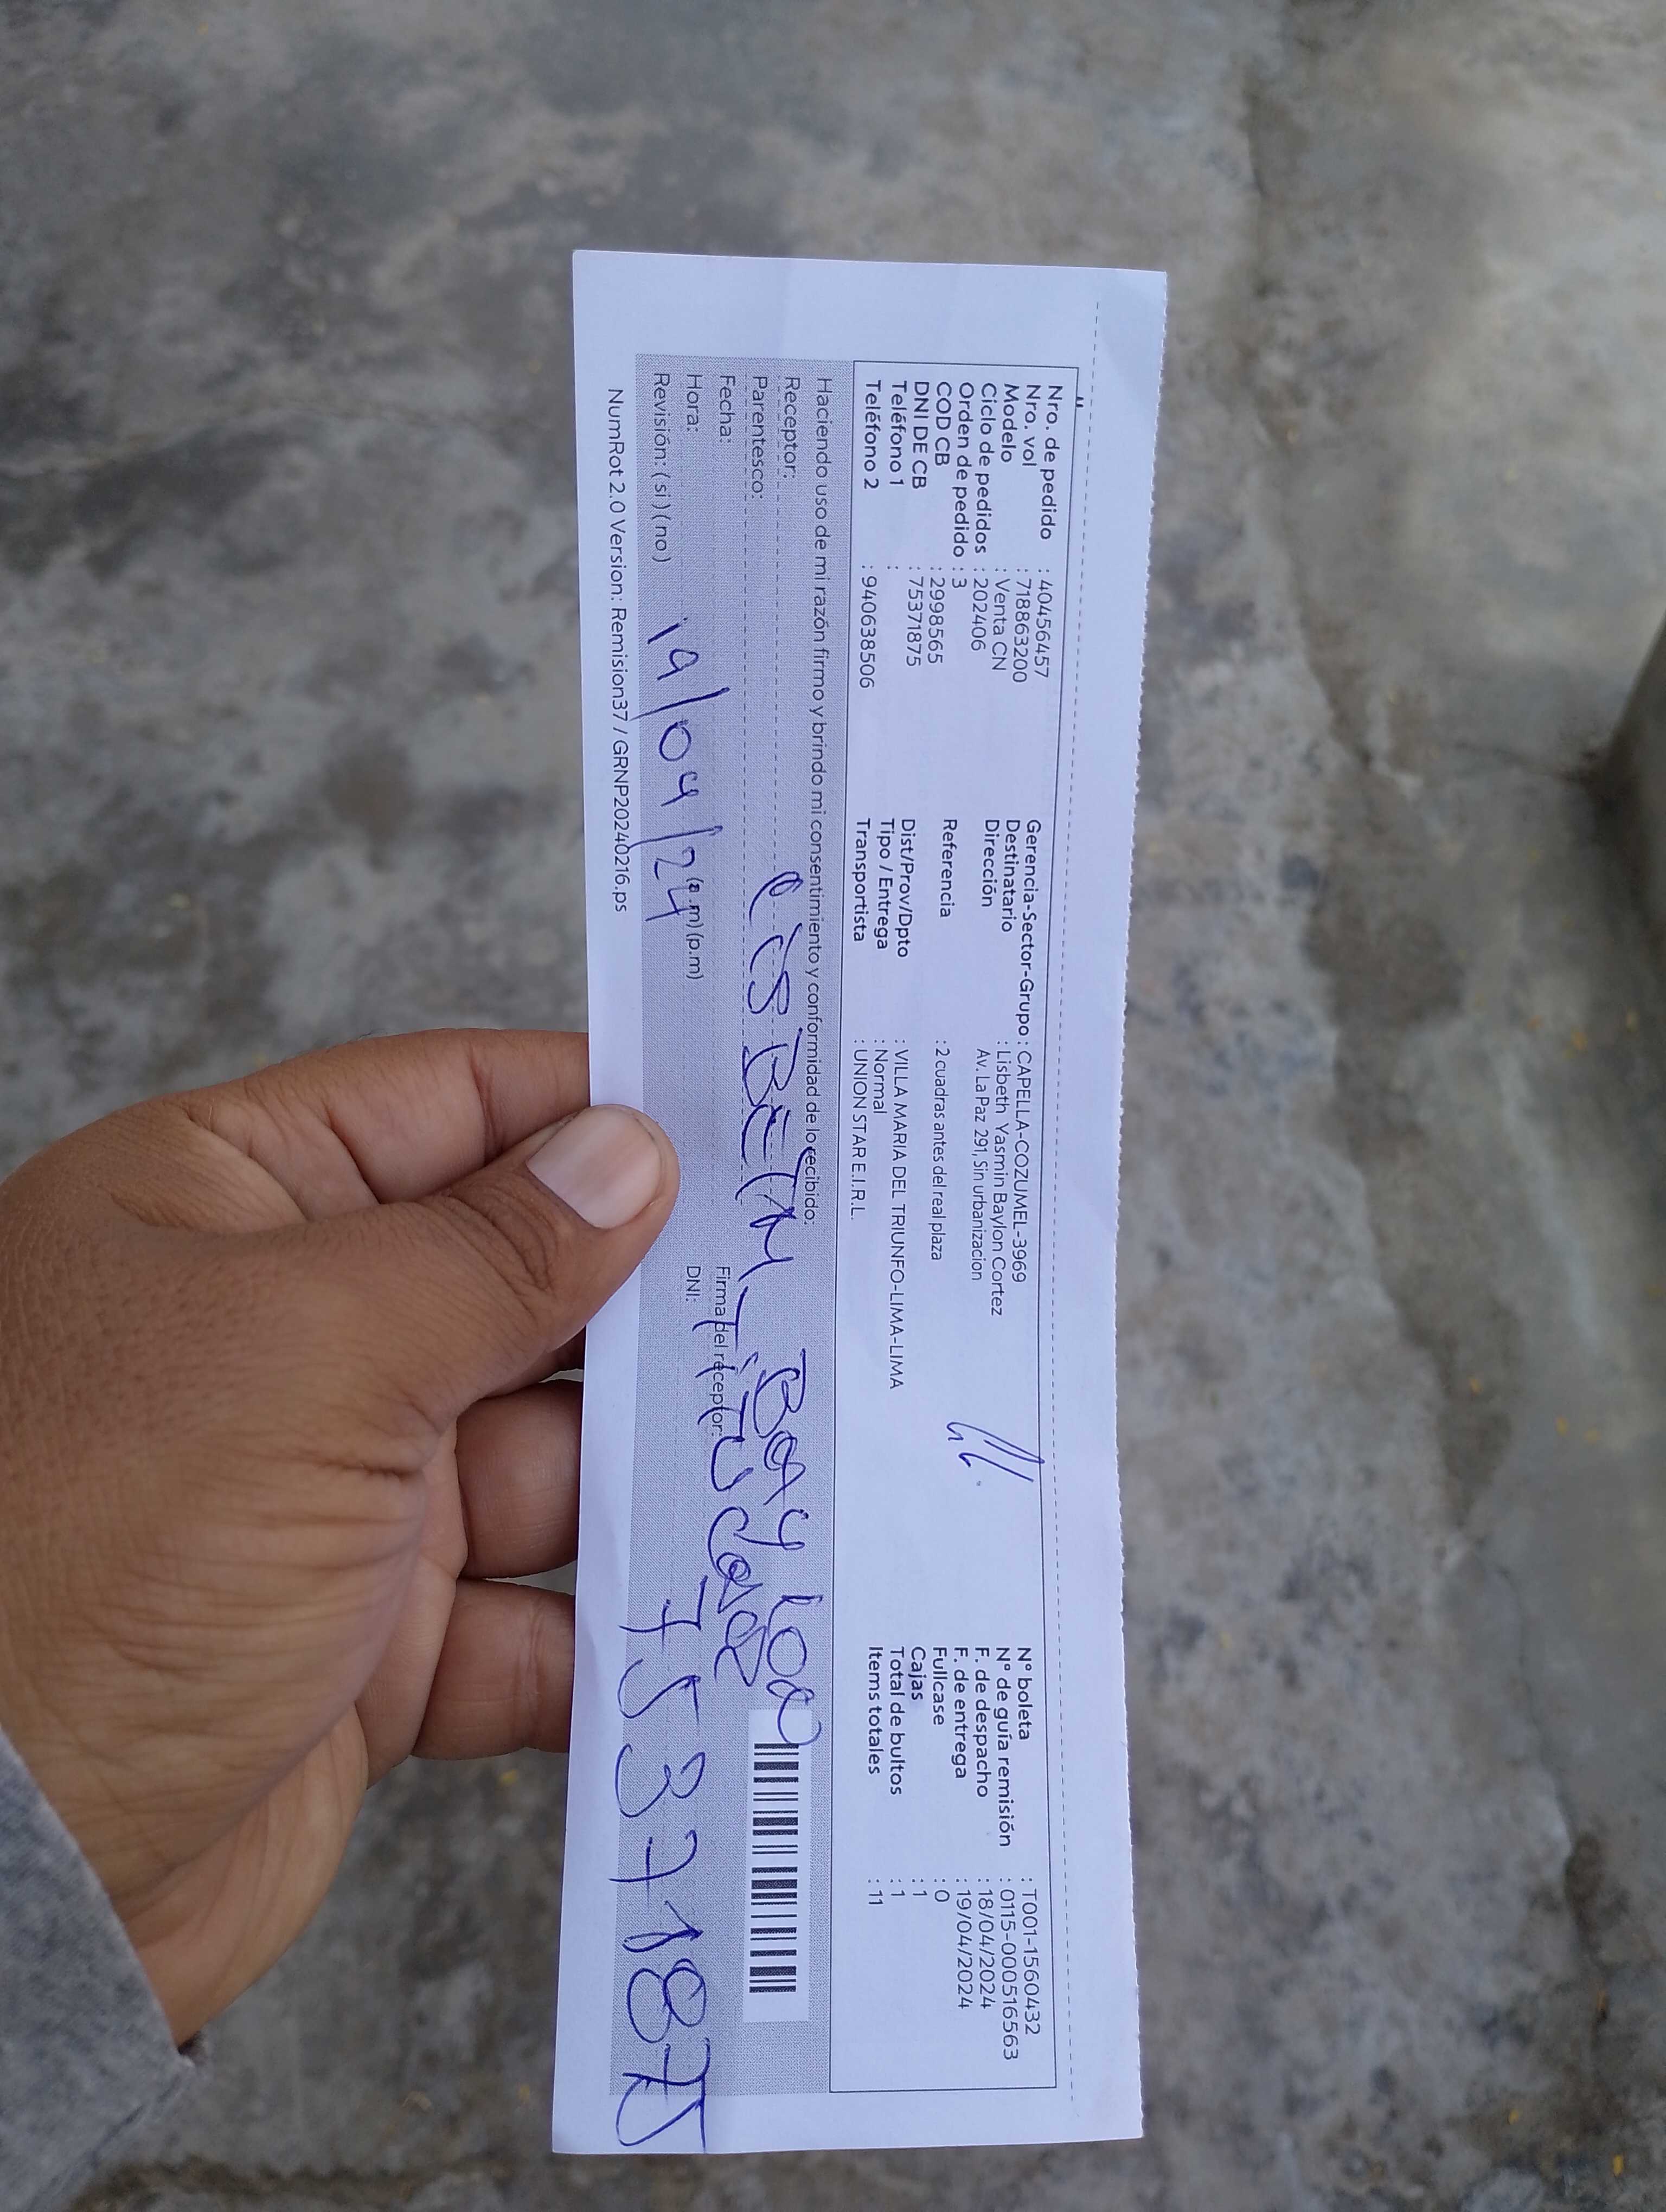 Nro. de pedido : 40456457
Nro. vol : 718863200
Modelo : Venta CN
Ciclo de pedidos : 202406
Orden de pedido : 3
COD CB : 2998565
DNI DE CB : 75371875
Teléfono 1 :
Teléfono 2 : 940638506
Gerencia-Sector-Grupo : CAPELLA-COZUMEL-3969
Destinatario : Lisbeth Yasmin Baylon Cortez
Dirección Av. La Paz 291, Sin urbanizacion
Referencia : 2 cuadras antes del real plaza
Dist/Prov/Dpto : VILLA MARIA DEL TRIUNFO-LIMA-LIMA
Tipo / Entrega : Normal
Transportista : UNION STAR E.I.R.L.
N° boleta : T001-1560432
N° de guía remisión : 0115-000516563
F. de despacho : 18/04/2024
F. de entrega : 19/04/2024
Fullcase : 0
Cajas : 1
Total de bultos : 1
Items totales : 11
Haciendo uso de mi razón firmo y brindo mi consentimiento y conformidad de lo recibido:
Receptor:
Parentesco:
Fecha:
Firma del receptor:
Hora: (a.m) (p.m)
DNI: 75371875
Revisión: ( si ) ( no ) 19/04/24
NumRot 2.0 Version: Remision37 / GRNP20240216.ps